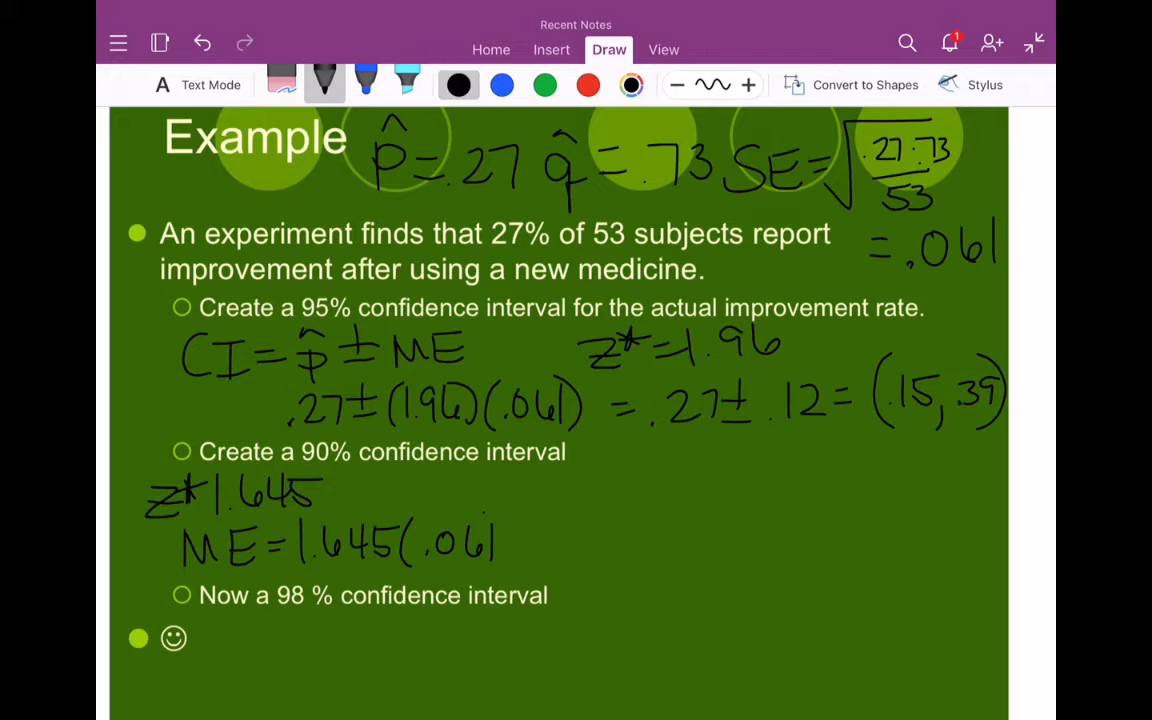 Recent Notes
Home Insert Draw View
1
A Text Mode
Convert to Shapes
Stylus
Example p̂ = .27 q̂ = .73 SE = √(.27·.73/53)
An experiment finds that 27% of 53 subjects report
= .061
improvement after using a new medicine.
Create a 95% confidence interval for the actual improvement rate.
CI = p̂ ± ME z* = 1.96
.27 ± (1.96)(.061) = .27 ± .12 = (.15, .39)
Create a 90% confidence interval
z* 1.645
ME = 1.645(.061
Now a 98 % confidence interval